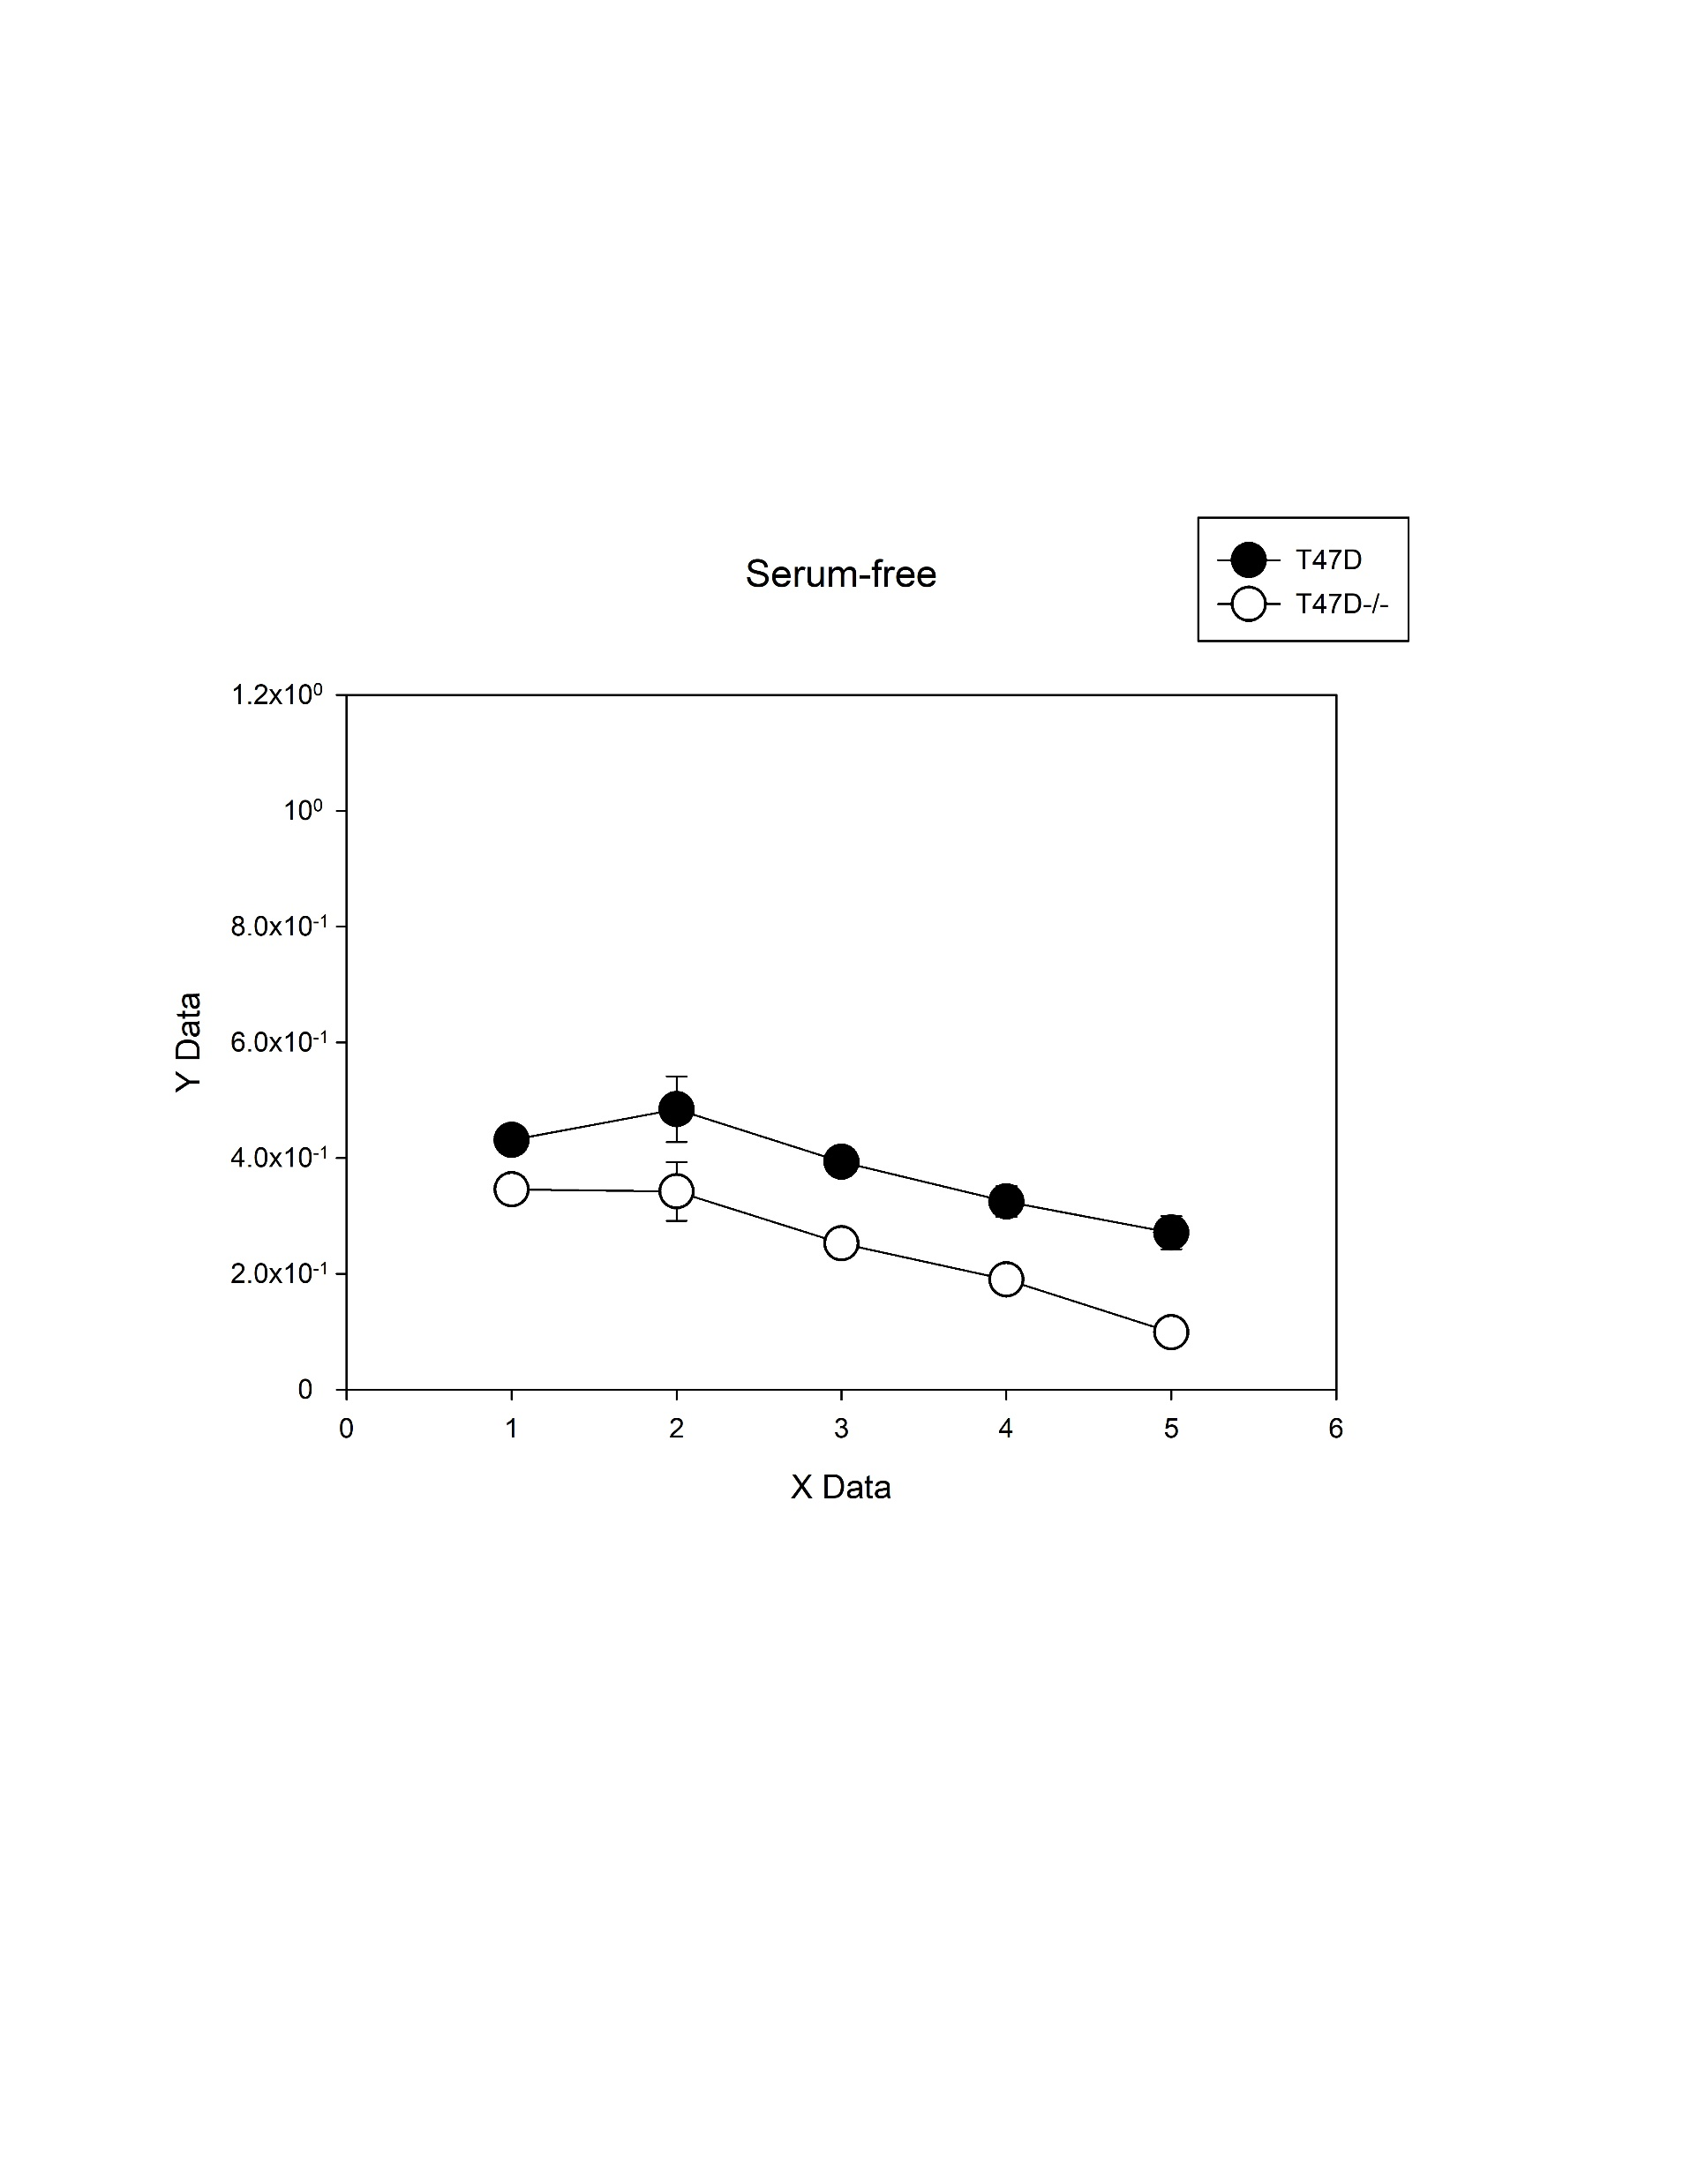 T47D
T47D-/-
Serum-free
1.2x10⁰
10⁰
8.0x10⁻¹
6.0x10⁻¹
4.0x10⁻¹
2.0x10⁻¹
0
Y Data
0 1 2 3 4 5 6
X Data